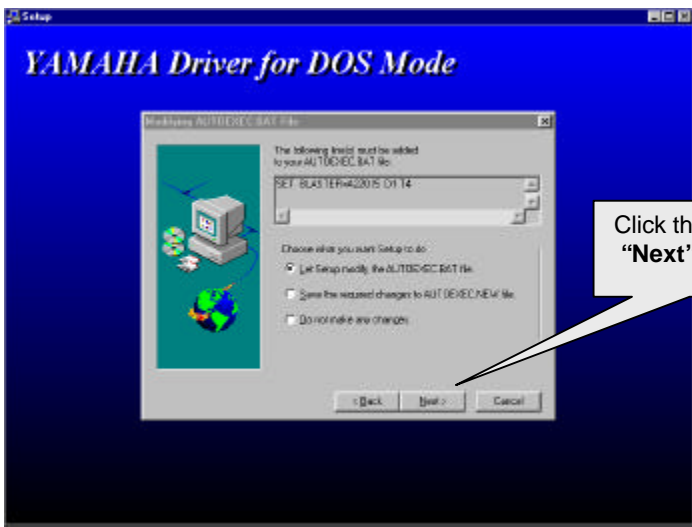 Setup
YAMAHA Driver for DOS Mode
Modifying AUTOEXEC.BAT File
The following line(s) must be added
to your AUTOEXEC.BAT file:
SET BLASTER=A220 I5 D1 T4
Choose what you want Setup to do:
Let Setup modify the AUTOEXEC.BAT file.
Save the required changes to AUTOEXEC.NEW file.
Do not make any changes.
< Back
Next >
Cancel
Click th
“Next”